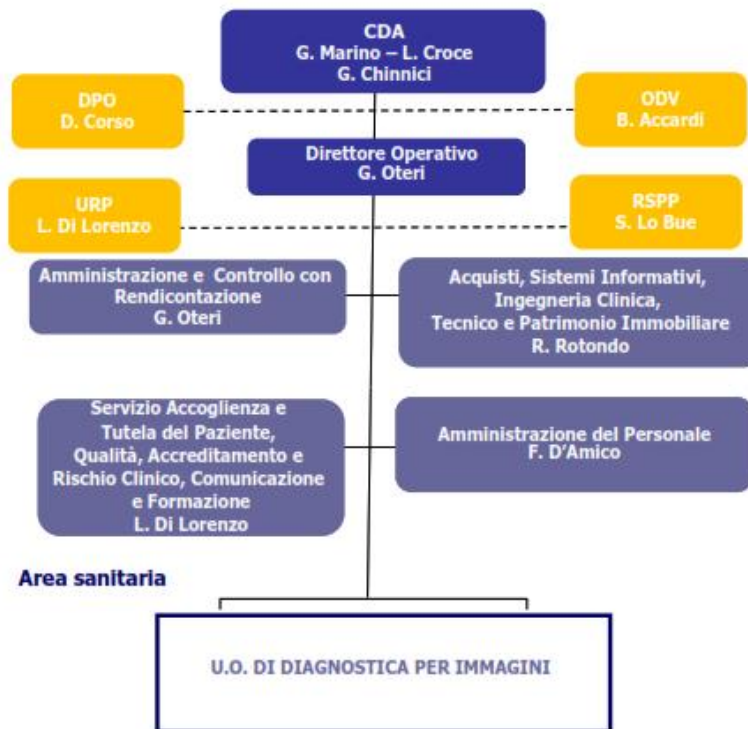 CDA
G. Marino – L. Croce
G. Chinnici
DPO
D. Corso
ODV
B. Accardi
Direttore Operativo
G. Oteri
URP
L. Di Lorenzo
RSPP
S. Lo Bue
Amministrazione e Controllo con
Rendicontazione
G. Oteri
Acquisti, Sistemi Informativi,
Ingegneria Clinica,
Tecnico e Patrimonio Immobiliare
R. Rotondo
Servizio Accoglienza e
Tutela del Paziente,
Qualità, Accreditamento e
Rischio Clinico, Comunicazione
e Formazione
L. Di Lorenzo
Amministrazione del Personale
F. D'Amico
Area sanitaria
U.O. DI DIAGNOSTICA PER IMMAGINI